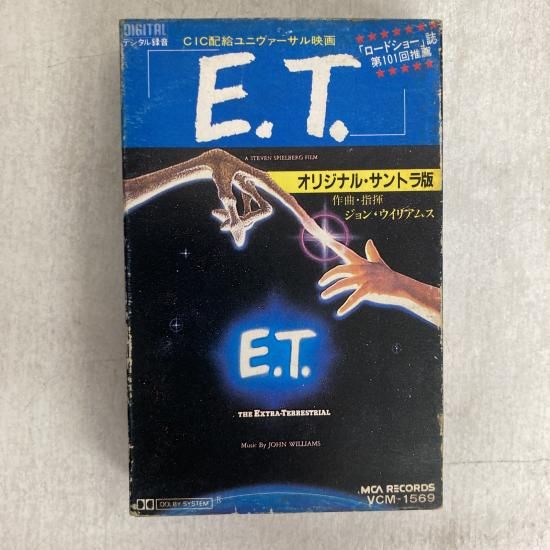 DIGITAL
デジタル録音
CIC配給ユニヴァーサル映画
「ロードショー」誌
第101回推薦
「E.T.」
A STEVEN SPIELBERG FILM
オリジナル・サントラ版
作曲・指揮
ジョン・ウイリアムス
E.T.
THE EXTRA-TERRESTRIAL
Music By JOHN WILLIAMS
DOLBY SYSTEM ®
MCA RECORDS
VCM-1569